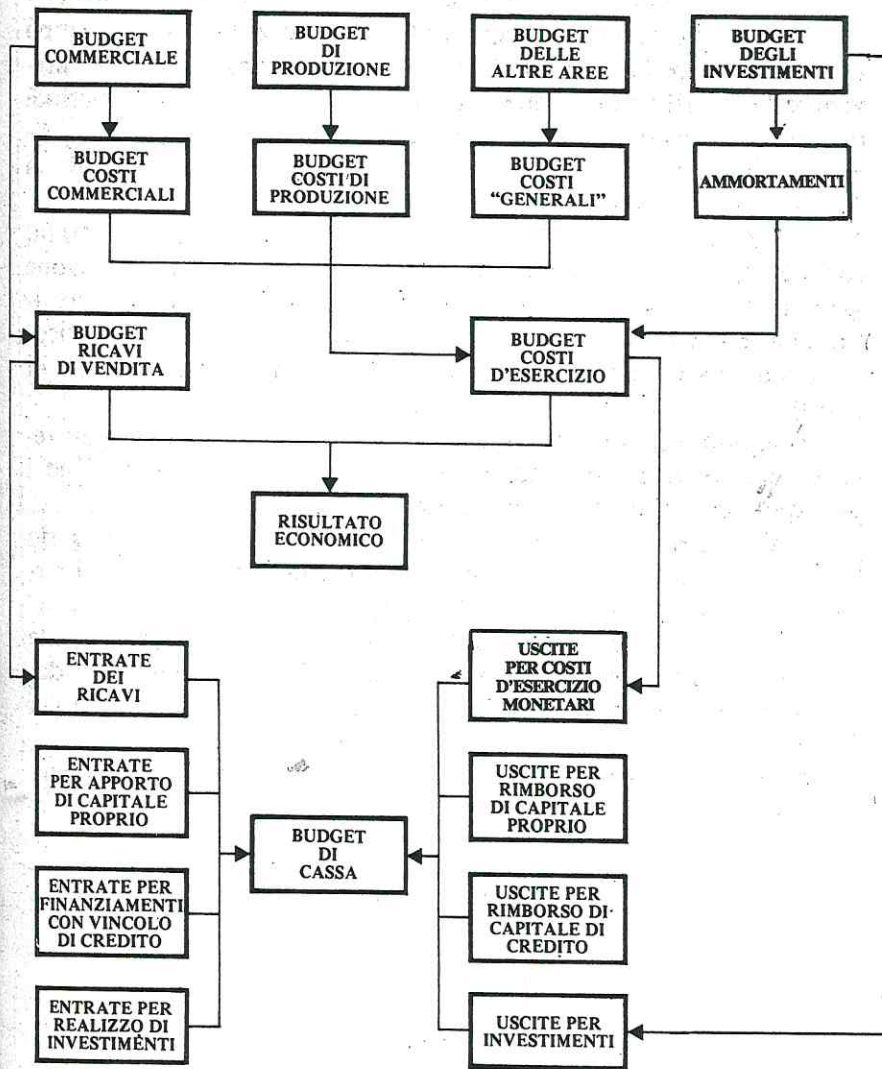 BUDGET
COMMERCIALE
BUDGET
DI
PRODUZIONE
BUDGET
DELLE
ALTRE AREE
BUDGET
DEGLI
INVESTIMENTI
BUDGET
COSTI
COMMERCIALI
BUDGET
COSTI DI
PRODUZIONE
BUDGET
COSTI
"GENERALI"
AMMORTAMENTI
BUDGET
RICAVI
DI VENDITA
BUDGET
COSTI
D'ESERCIZIO
RISULTATO
ECONOMICO
ENTRATE
DEI
RICAVI
USCITE
PER COSTI
D'ESERCIZIO
MONETARI
ENTRATE
PER APPORTO
DI CAPITALE
PROPRIO
USCITE PER
RIMBORSO
DI CAPITALE
PROPRIO
BUDGET
DI
CASSA
ENTRATE PER
FINANZIAMENTI
CON VINCOLO
DI CREDITO
USCITE PER
RIMBORSO DI
CAPITALE DI
CREDITO
ENTRATE PER
REALIZZO DI
INVESTIMENTI
USCITE PER
INVESTIMENTI